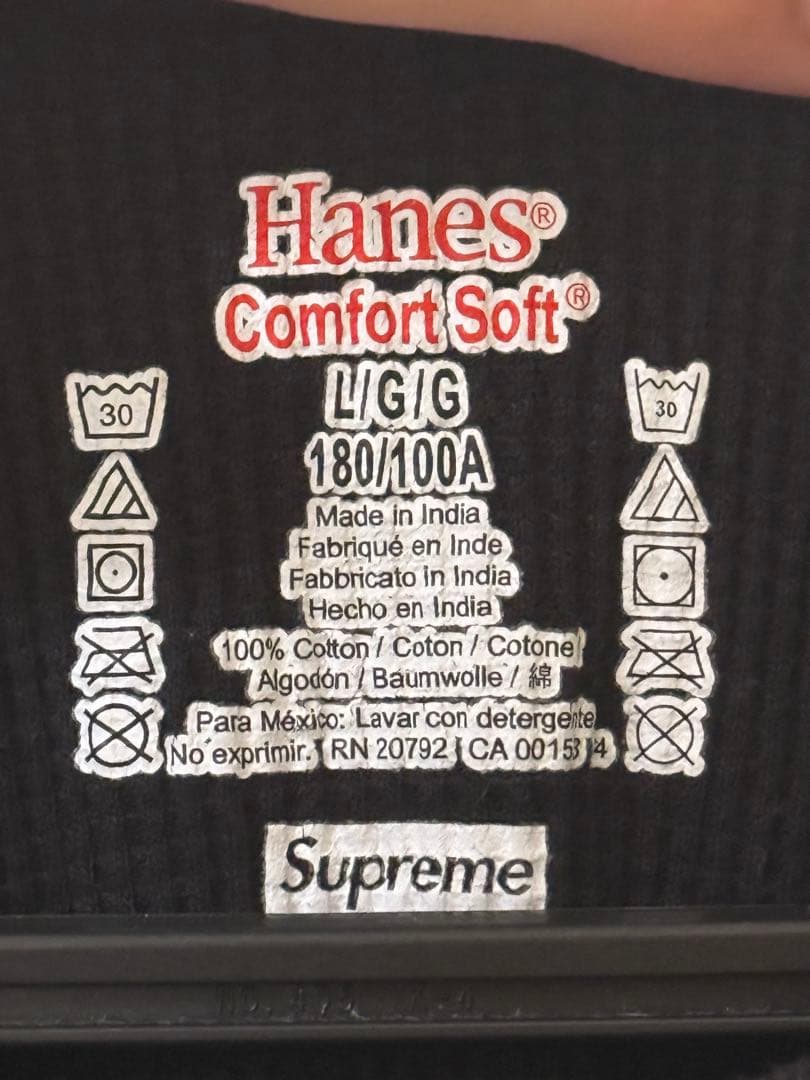 Hanes®
Comfort Soft®
L/G/G
30
30
180/100A
Made in India
Fabriqué en Inde
Fabbricato in India
Hecho en India
100% Cotton / Coton / Cotone
Algodón / Baumwolle / 綿
Para México: Lavar con detergente
No exprimir. RN 20792 CA
Supreme